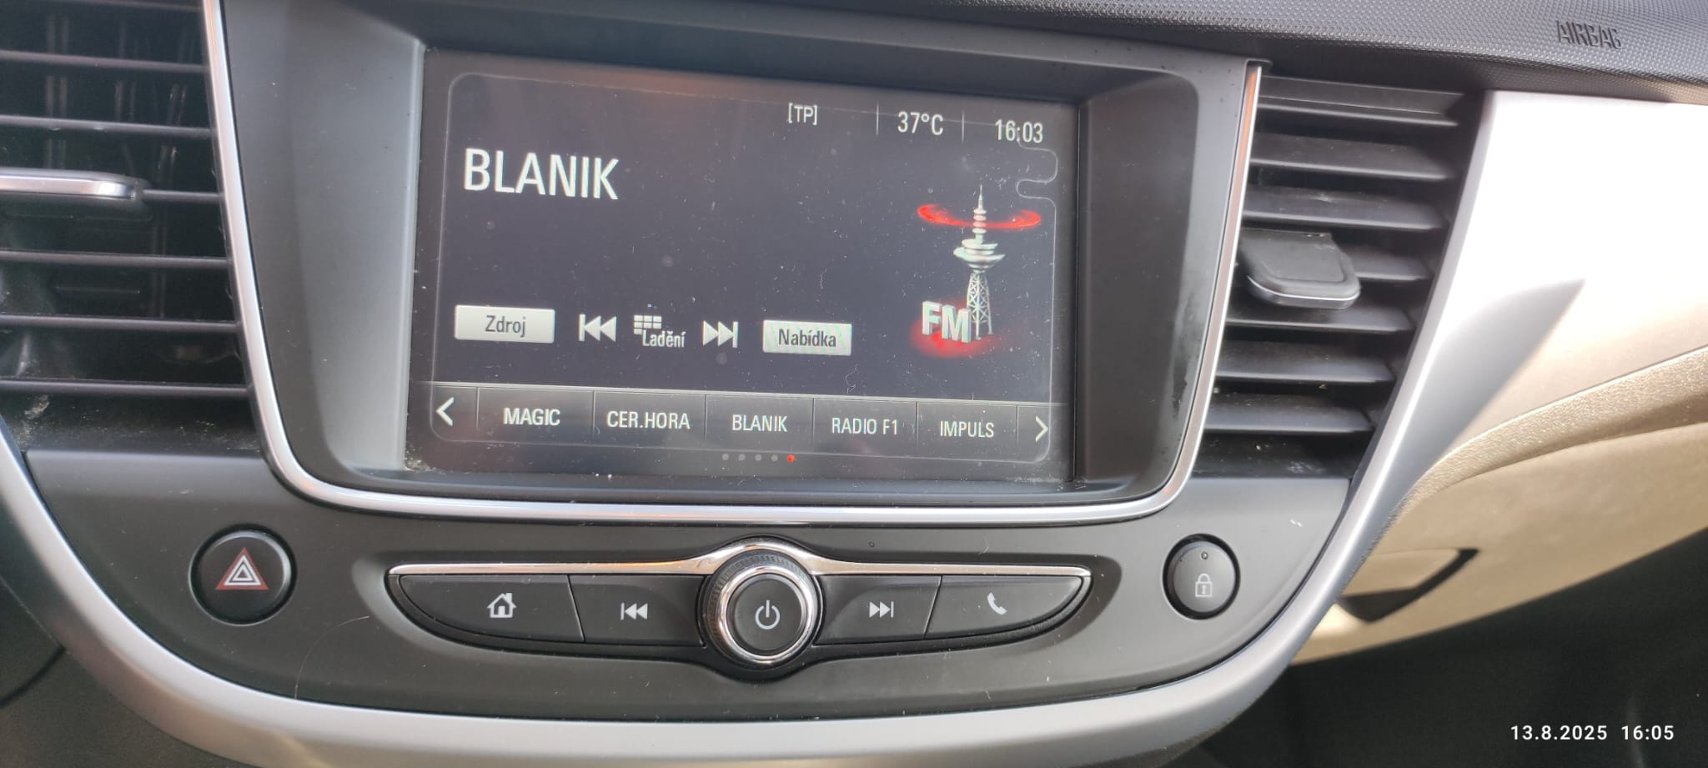 AIRBAG
[TP] 37°C 16:03
BLANIK
FM
Zdroj Ladění Nabídka
MAGIC CER.HORA BLANIK RADIO F1 IMPULS
13.8.2025 16:05